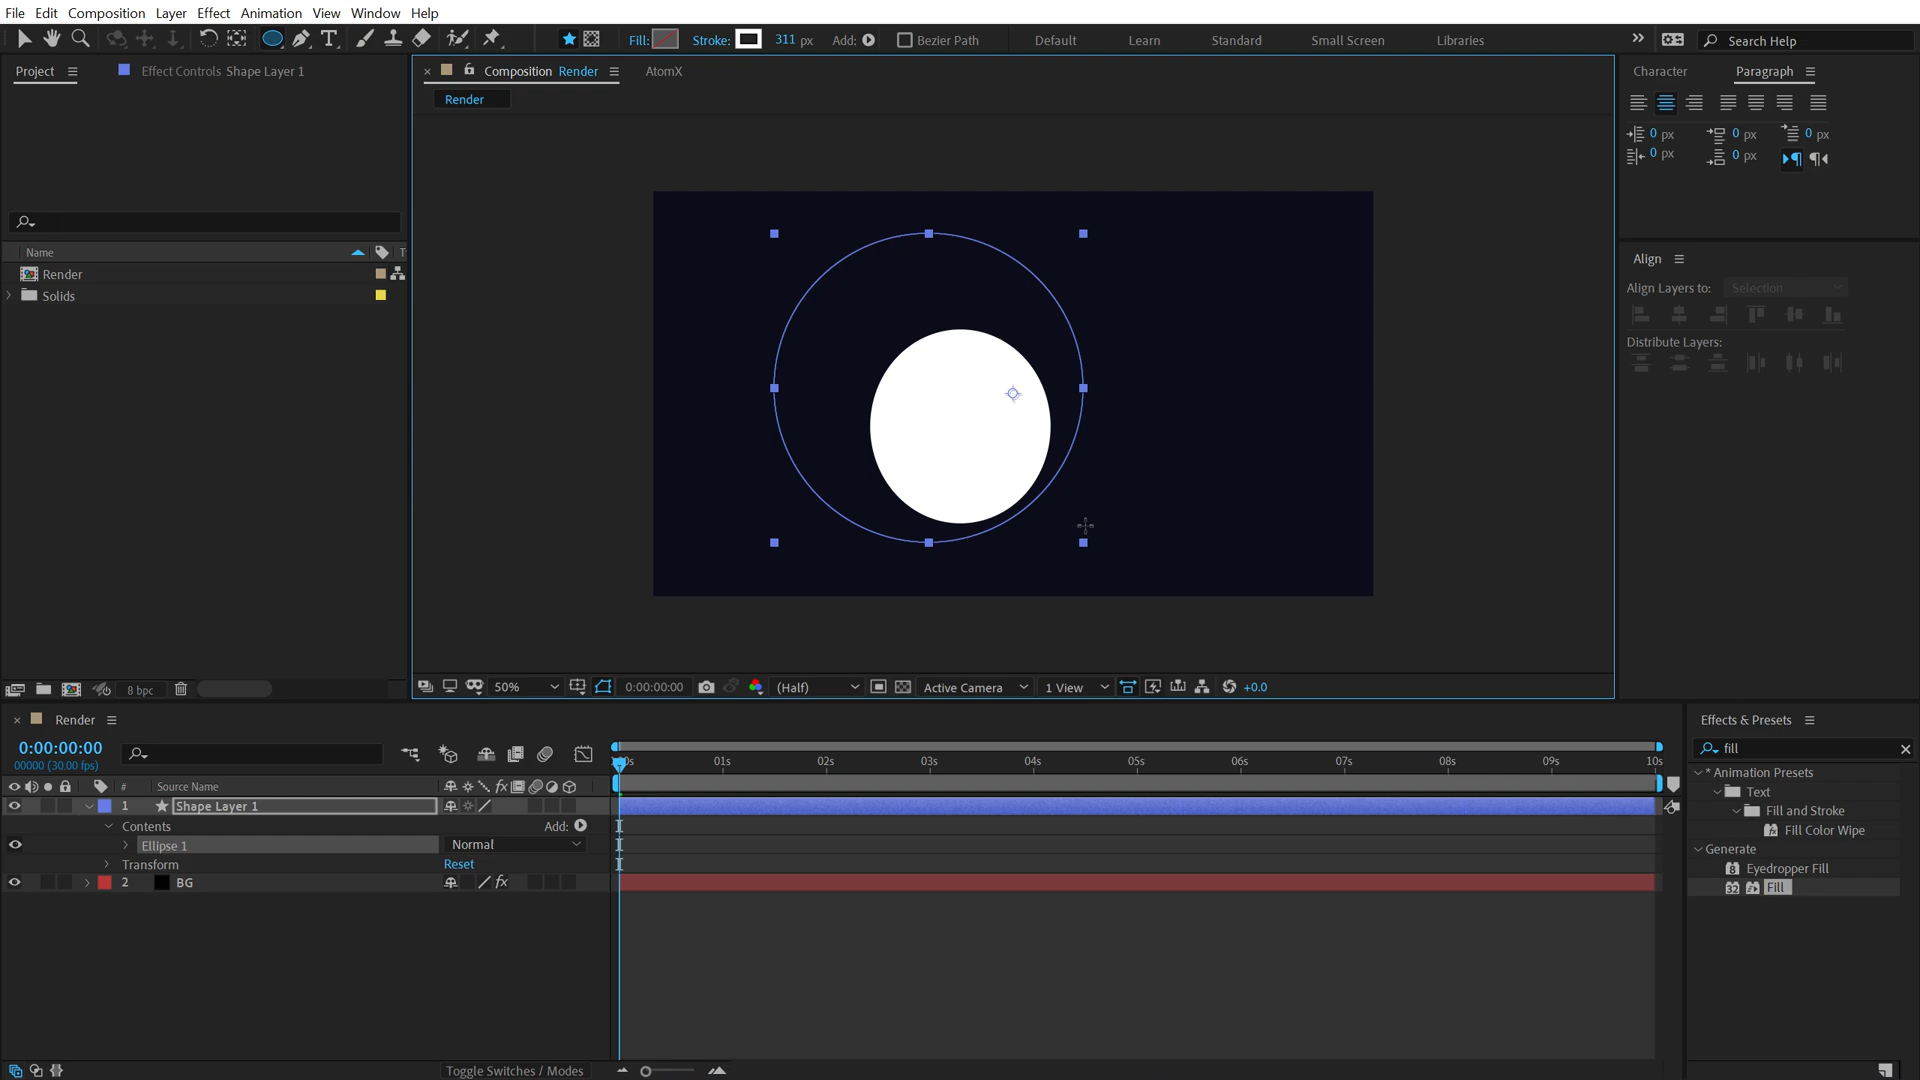 File Edit Composition Layer Effect Animation View Window Help
Fill: Stroke: 311 px Add: Bezier Path Default Learn Standard Small Screen Libraries Search Help
Project Effect Controls Shape Layer 1
Composition Render AtomX
Render
Character Paragraph
0 px 0 px 0 px
0 px 0 px
Align
Align Layers to: Selection
Distribute Layers:
Name T
Render
Solids
8 bpc
50% 0:00:00:00 (Half) Active Camera 1 View +0.0
Render
0:00:00:00
00000 (30.00 fps)
# Source Name
0s 01s 02s 03s 04s 05s 06s 07s 08s 09s 10s
1 Shape Layer 1
Contents Add:
Ellipse 1 Normal
Transform Reset
2 BG
Toggle Switches / Modes
Effects & Presets
fill
* Animation Presets
Text
Fill and Stroke
Fill Color Wipe
Generate
8 Eyedropper Fill
32 Fill